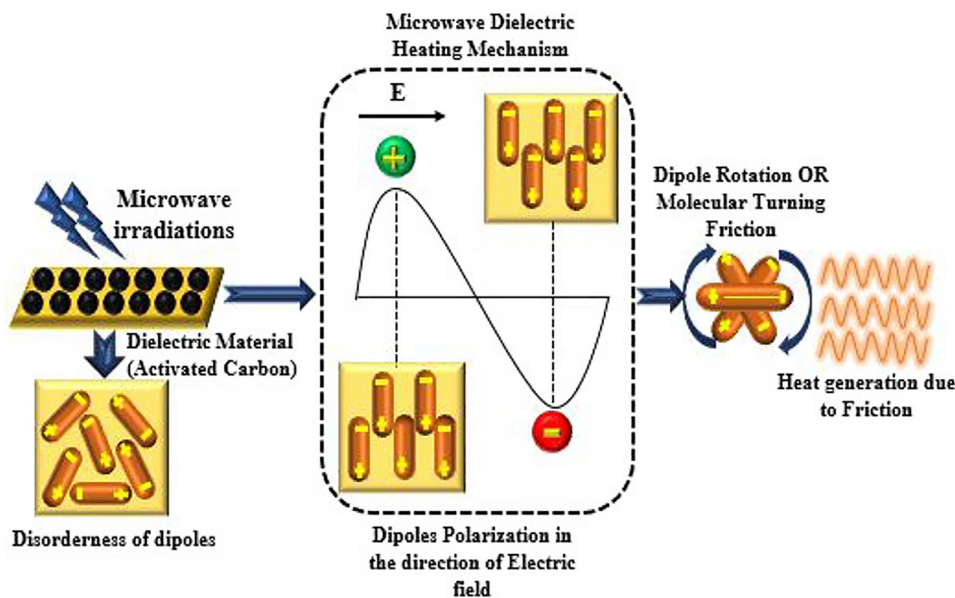 Microwave Dielectric
Heating Mechanism
E
Microwave
irradiations
Dielectric Material
(Activated Carbon)
Disorderness of dipoles
Dipoles Polarization in
the direction of Electric
field
Dipole Rotation OR
Molecular Turning
Friction
Heat generation due
to Friction